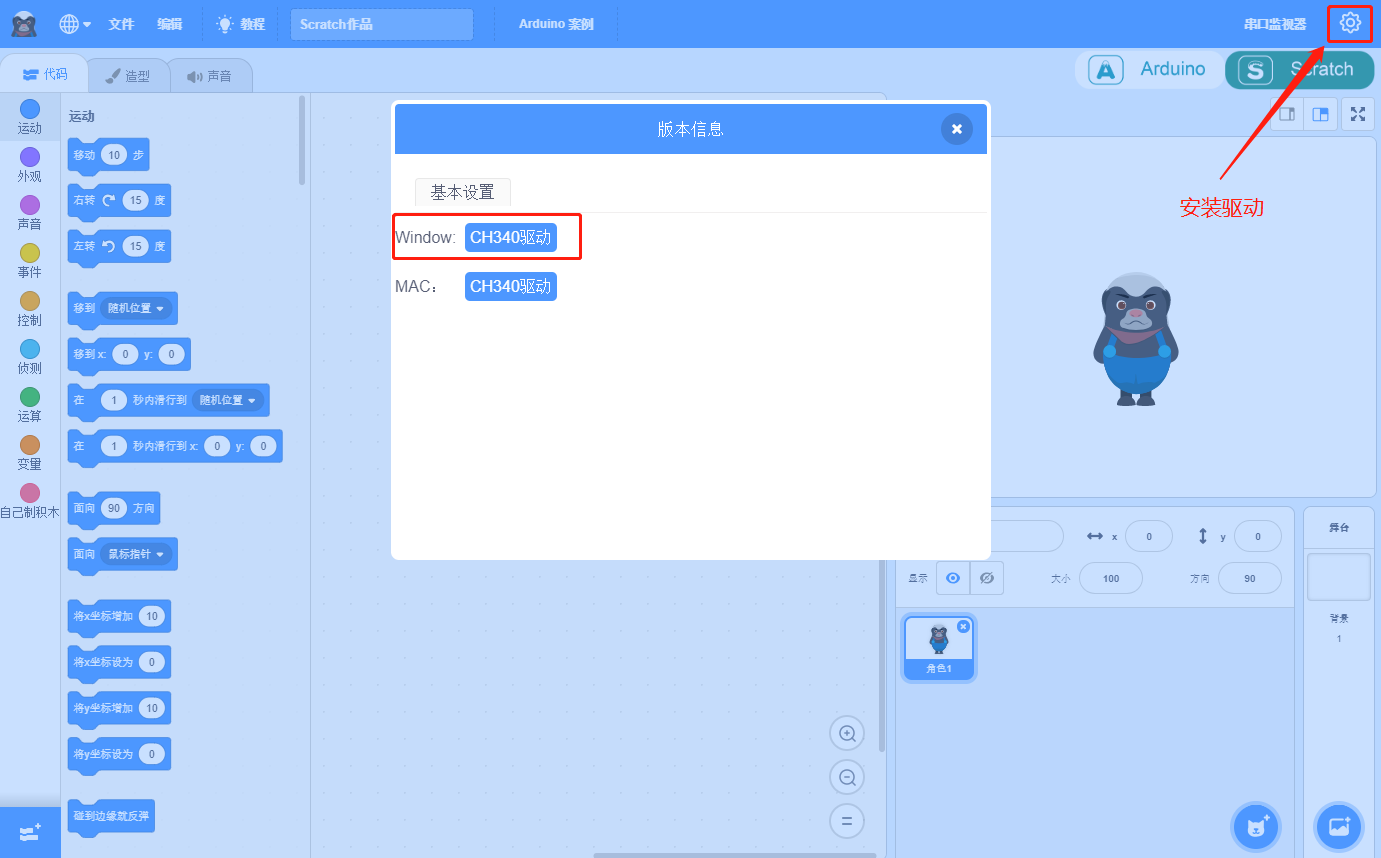 文件 编辑 教程 Scratch作品 Arduino 案例 串口监视器
代码 造型 声音
Arduino Scratch
运动
外观
声音
事件
控制
侦测
运算
变量
自己制积木
运动
移动 10 步
右转 15 度
左转 15 度
移到 随机位置
移到 x: 0 y: 0
在 1 秒内滑行到 随机位置
在 1 秒内滑行到 x: 0 y: 0
面向 90 方向
面向 鼠标指针
将x坐标增加 10
将x坐标设为 0
将y坐标增加 10
将y坐标设为 0
碰到边缘就反弹
版本信息
基本设置
Window: CH340驱动
MAC： CH340驱动
安装驱动
x 0 y 0
显示 大小 100 方向 90
角色1
舞台
背景
1